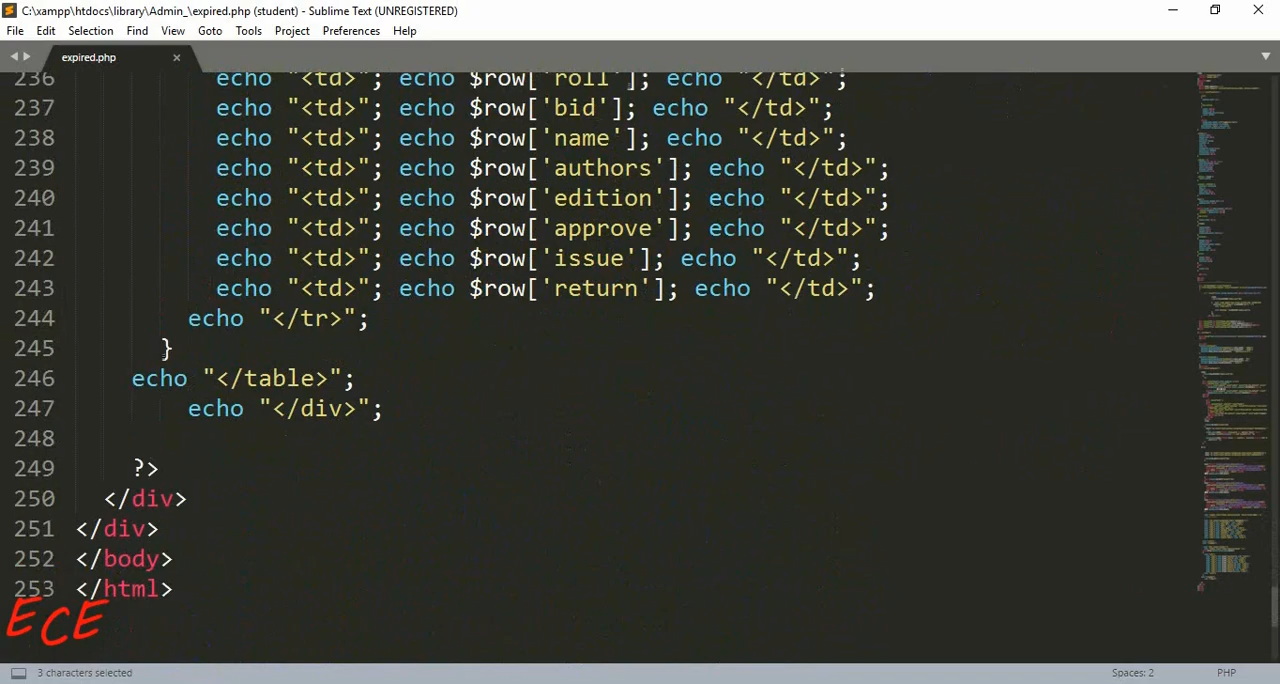 C:\xampp\htdocs\library\Admin_\expired.php (student) - Sublime Text (UNREGISTERED)
File Edit Selection Find View Goto Tools Project Preferences Help
expired.php
236 echo "<td>"; echo $row['roll']; echo "</td>";
237 echo "<td>"; echo $row['bid']; echo "</td>";
238 echo "<td>"; echo $row['name']; echo "</td>";
239 echo "<td>"; echo $row['authors']; echo "</td>";
240 echo "<td>"; echo $row['edition']; echo "</td>";
241 echo "<td>"; echo $row['approve']; echo "</td>";
242 echo "<td>"; echo $row['issue']; echo "</td>";
243 echo "<td>"; echo $row['return']; echo "</td>";
244 echo "</tr>";
245 }
246 echo "</table>";
247 echo "</div>";
248
249 ?>
250 </div>
251 </div>
252 </body>
253 </html>
ECE
3 characters selected Spaces: 2 PHP